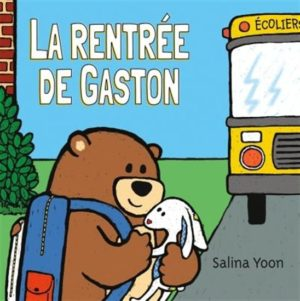 LA RENTRÉE
DE GASTON
ÉCOLIERS
Salina Yoon